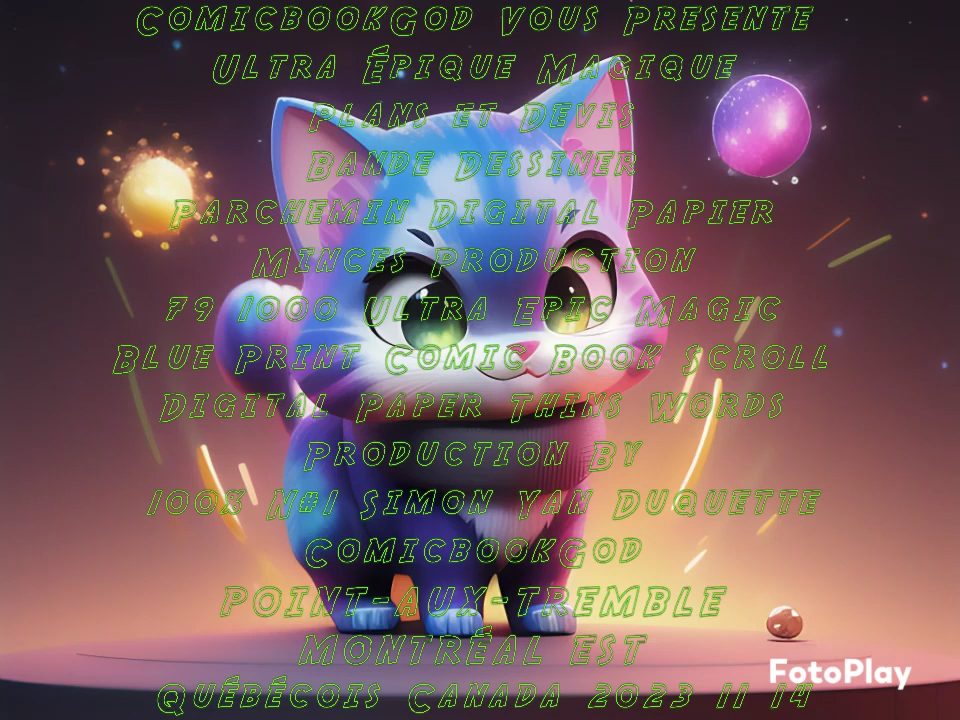 ComicbookGod Vous Presente
Ultra Épique Magique
Plans et Devis
Bande Dessiner
Parchemin Digital Papier
Minces Production
79 1000 Ultra Epic Magic
Blue Print Comic Book Scroll
Digital Paper Thins Words
Production By
1008 N#1 Simon Yan Duquette
ComicbookGod
Point-aux-Tremble
Montréal Est
Québécois Canada 2023 11 14
FotoPlay